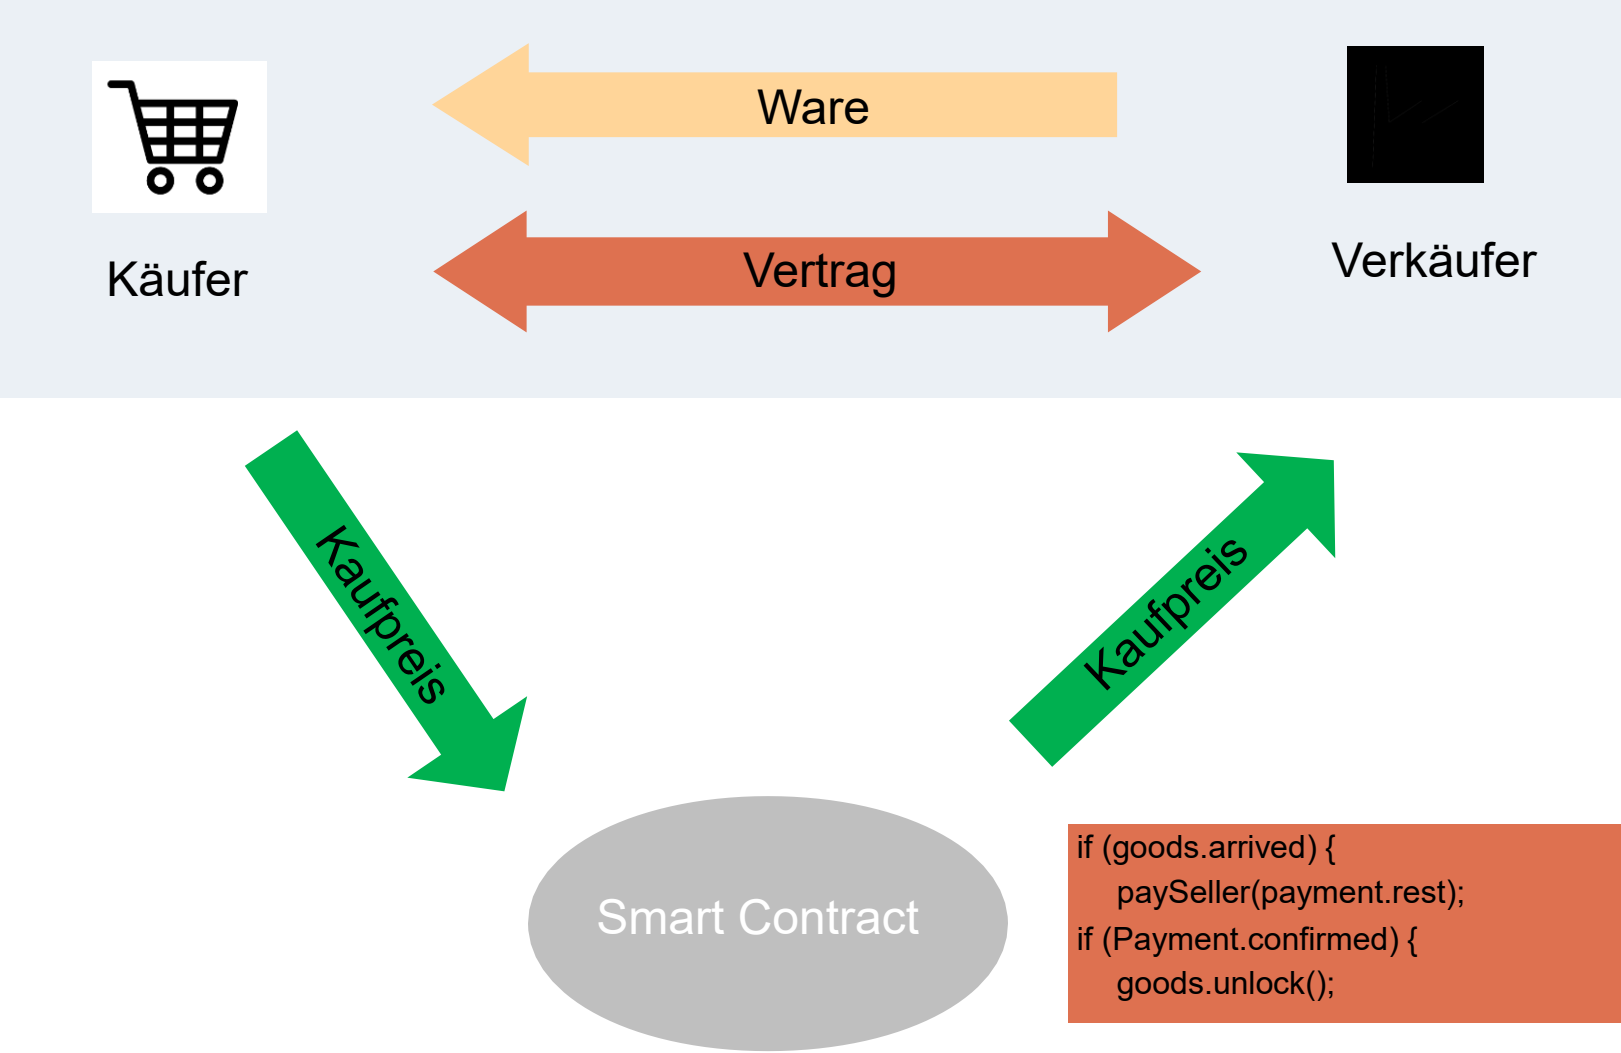 Ware
Käufer
Vertrag
Verkäufer
Kaufpreis
Kaufpreis
Smart Contract
if (goods.arrived) {
paySeller(payment.rest);
if (Payment.confirmed) {
goods.unlock();